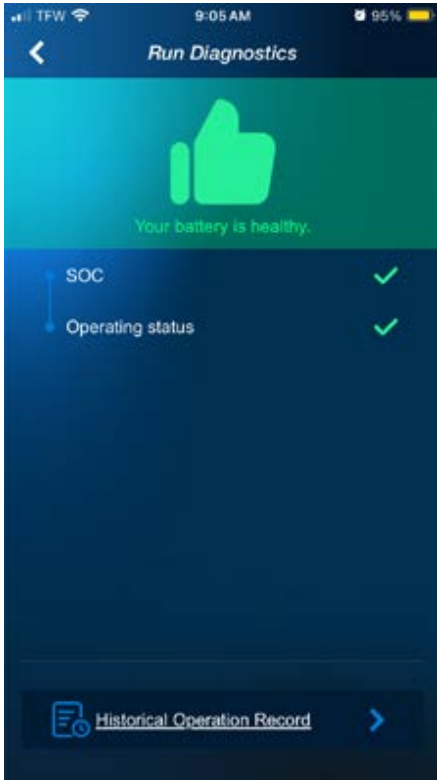 TFW 9:05 AM 95%
Run Diagnostics
Your battery is healthy.
SOC
Operating status
Historical Operation Record